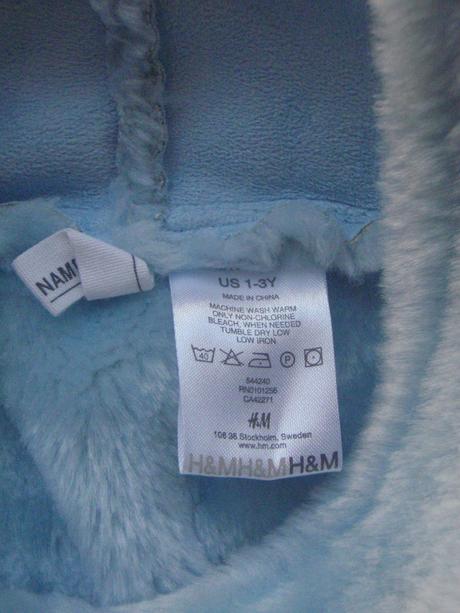 NAME
US 1-3Y
MADE IN CHINA
MACHINE WASH WARM
ONLY NON-CHLORINE
BLEACH, WHEN NEEDED
TUMBLE DRY LOW
LOW IRON
40 P
544240
RN0101256
CA42271
H&M
106 38 Stockholm, Sweden
www.hm.com
H&MH&MH&M